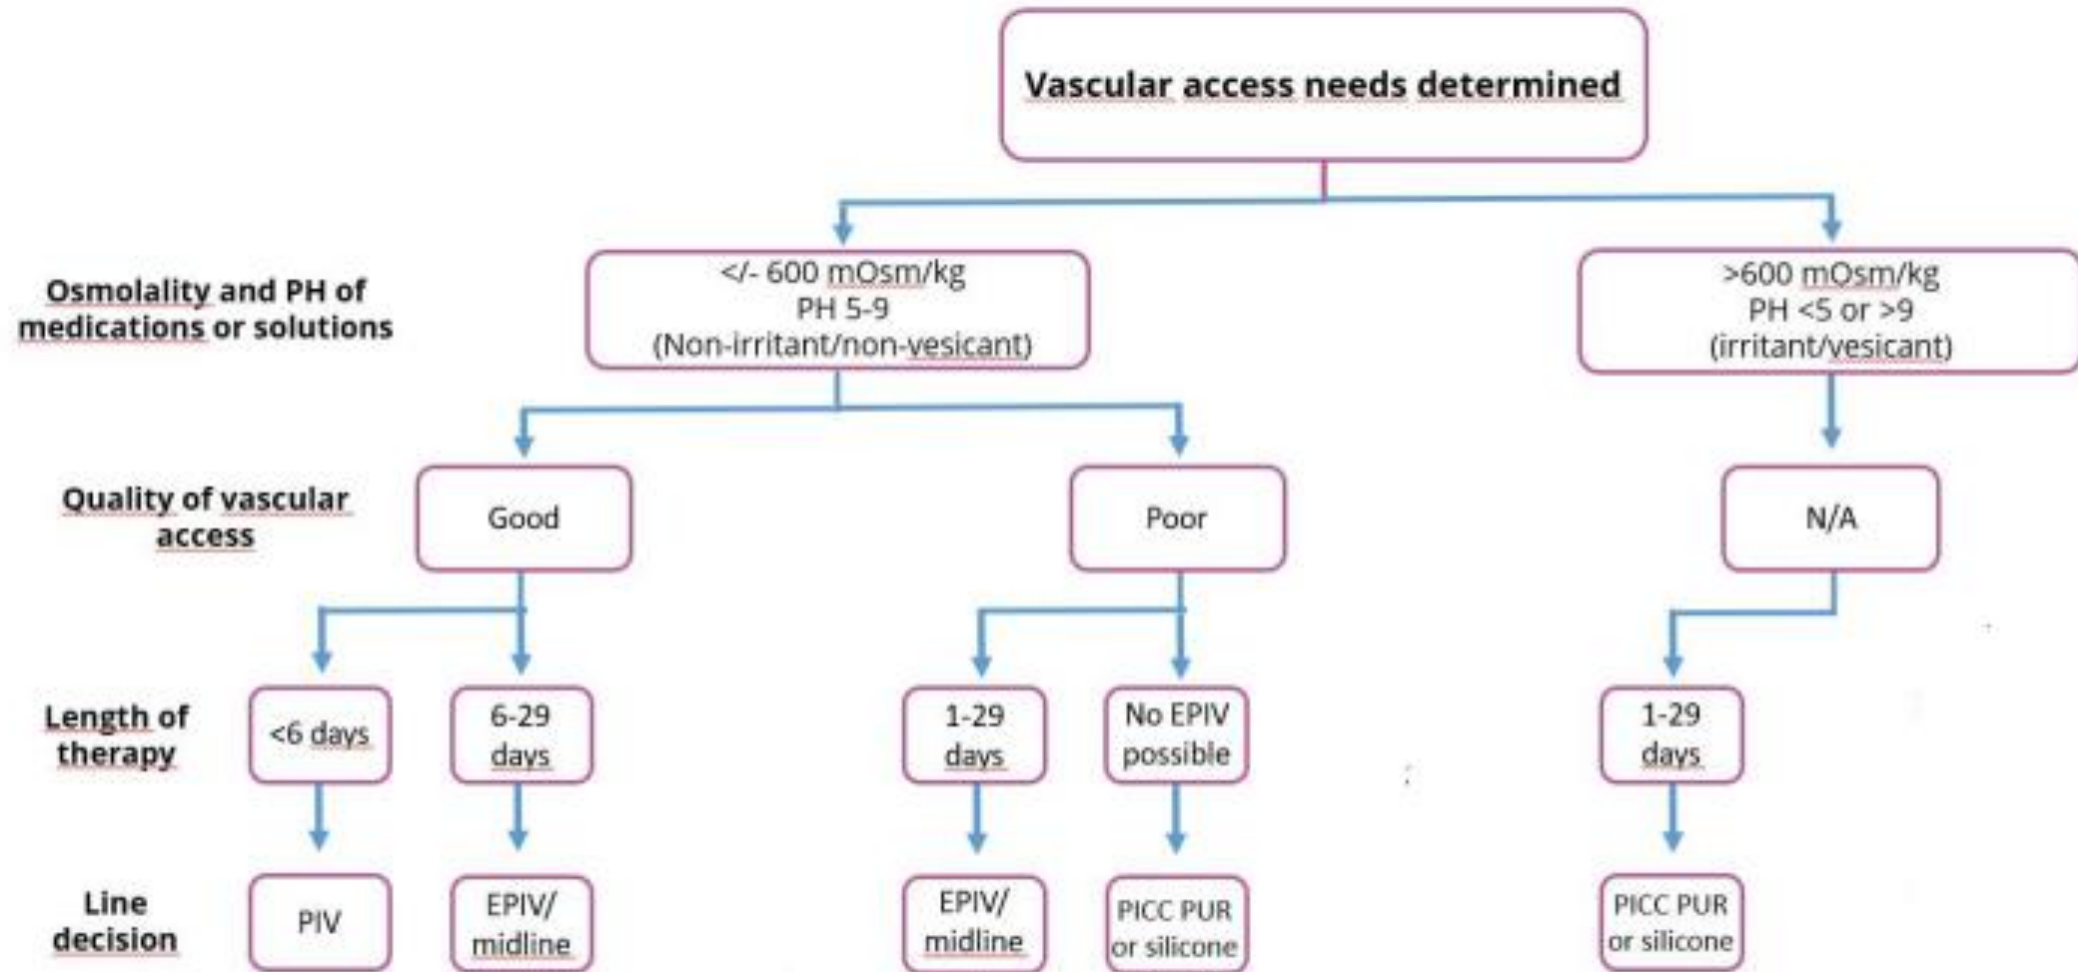 Vascular access needs determined
Osmolality and PH of
medications or solutions
</- 600 mOsm/kg
PH 5-9
(Non-irritant/non-vesicant)
>600 mOsm/kg
PH <5 or >9
(irritant/vesicant)
Quality of vascular
access
Good
Poor
N/A
Length of
therapy
<6 days
6-29
days
1-29
days
No EPIV
possible
1-29
days
Line
decision
PIV
EPIV/
midline
EPIV/
midline
PICC PUR
or silicone
PICC PUR
or silicone